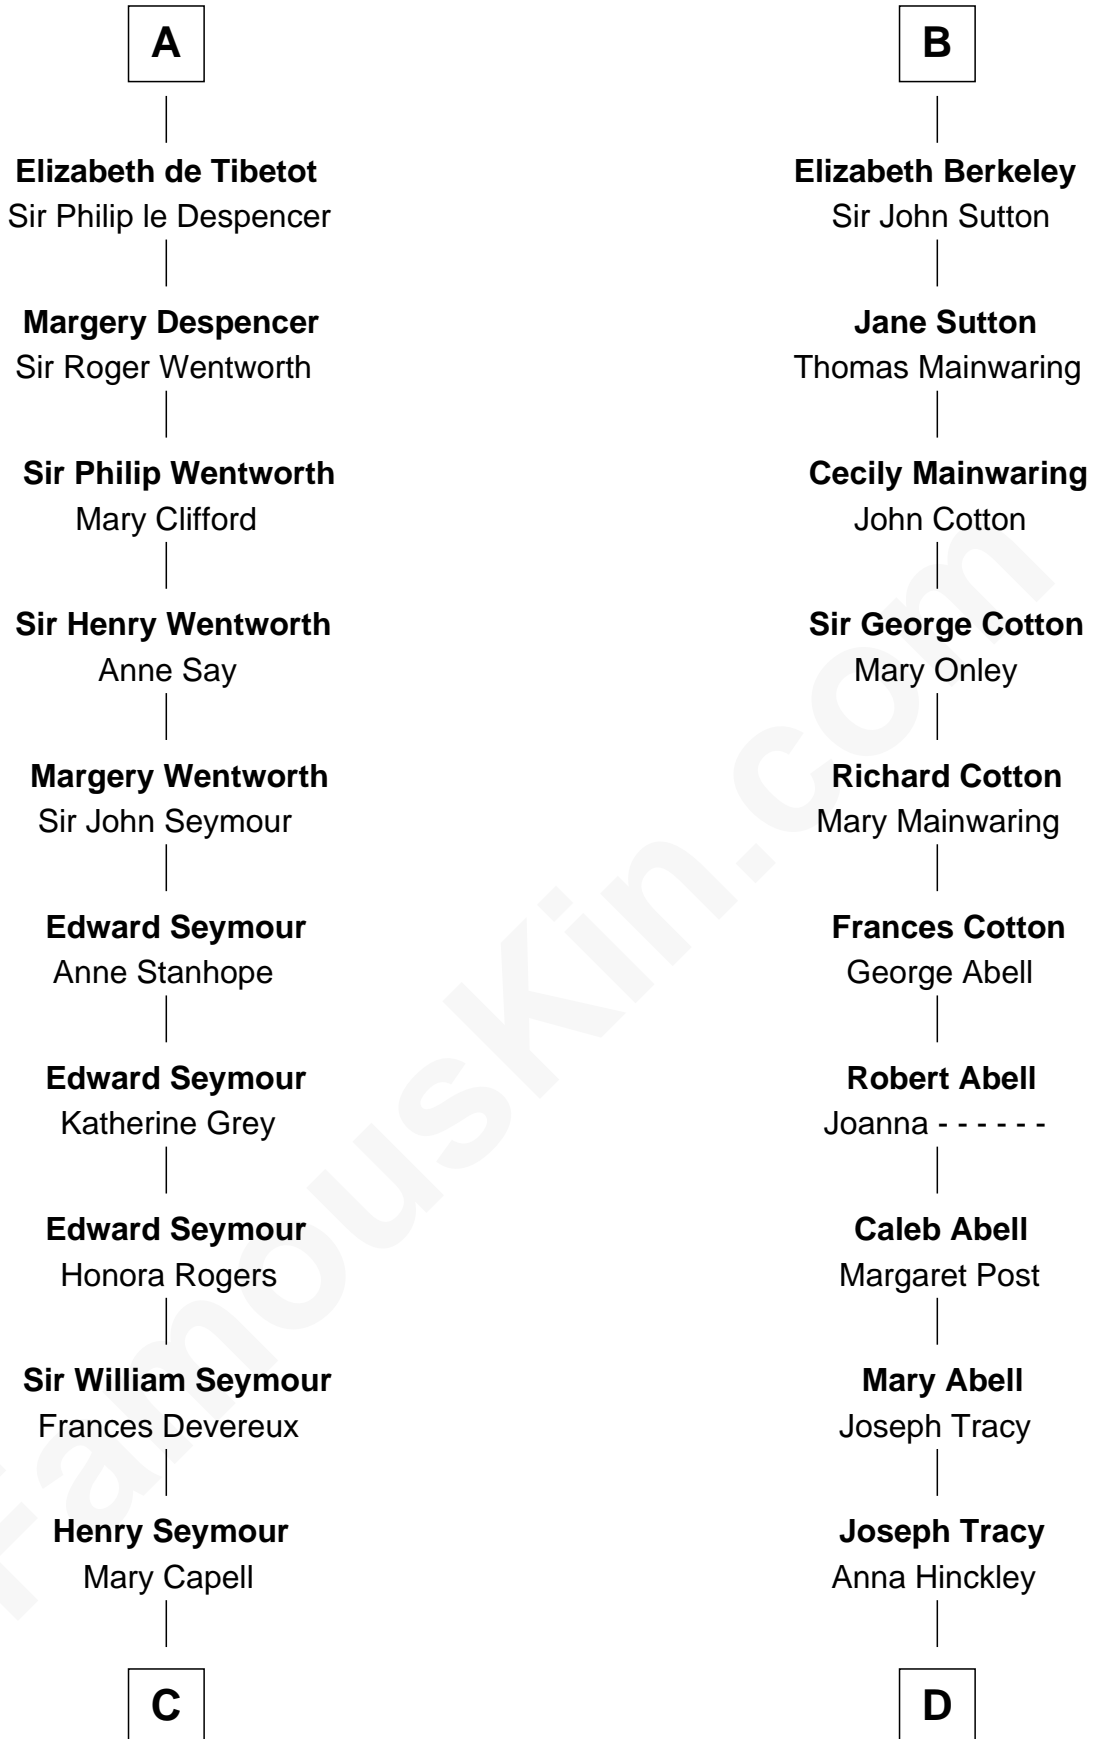 A
Elizabeth de Tibetot
Sir Philip le Despencer
Margery Despencer
Sir Roger Wentworth
Sir Philip Wentworth
Mary Clifford
Sir Henry Wentworth
Anne Say
Margery Wentworth
Sir John Seymour
Edward Seymour
Anne Stanhope
Edward Seymour
Katherine Grey
Edward Seymour
Honora Rogers
Sir William Seymour
Frances Devereux
Henry Seymour
Mary Capell
C
B
Elizabeth Berkeley
Sir John Sutton
Jane Sutton
Thomas Mainwaring
Cecily Mainwaring
John Cotton
Sir George Cotton
Mary Onley
Richard Cotton
Mary Mainwaring
Frances Cotton
George Abell
Robert Abell
Joanna - - - - - -
Caleb Abell
Margaret Post
Mary Abell
Joseph Tracy
Joseph Tracy
Anna Hinckley
D
FamousKin.com